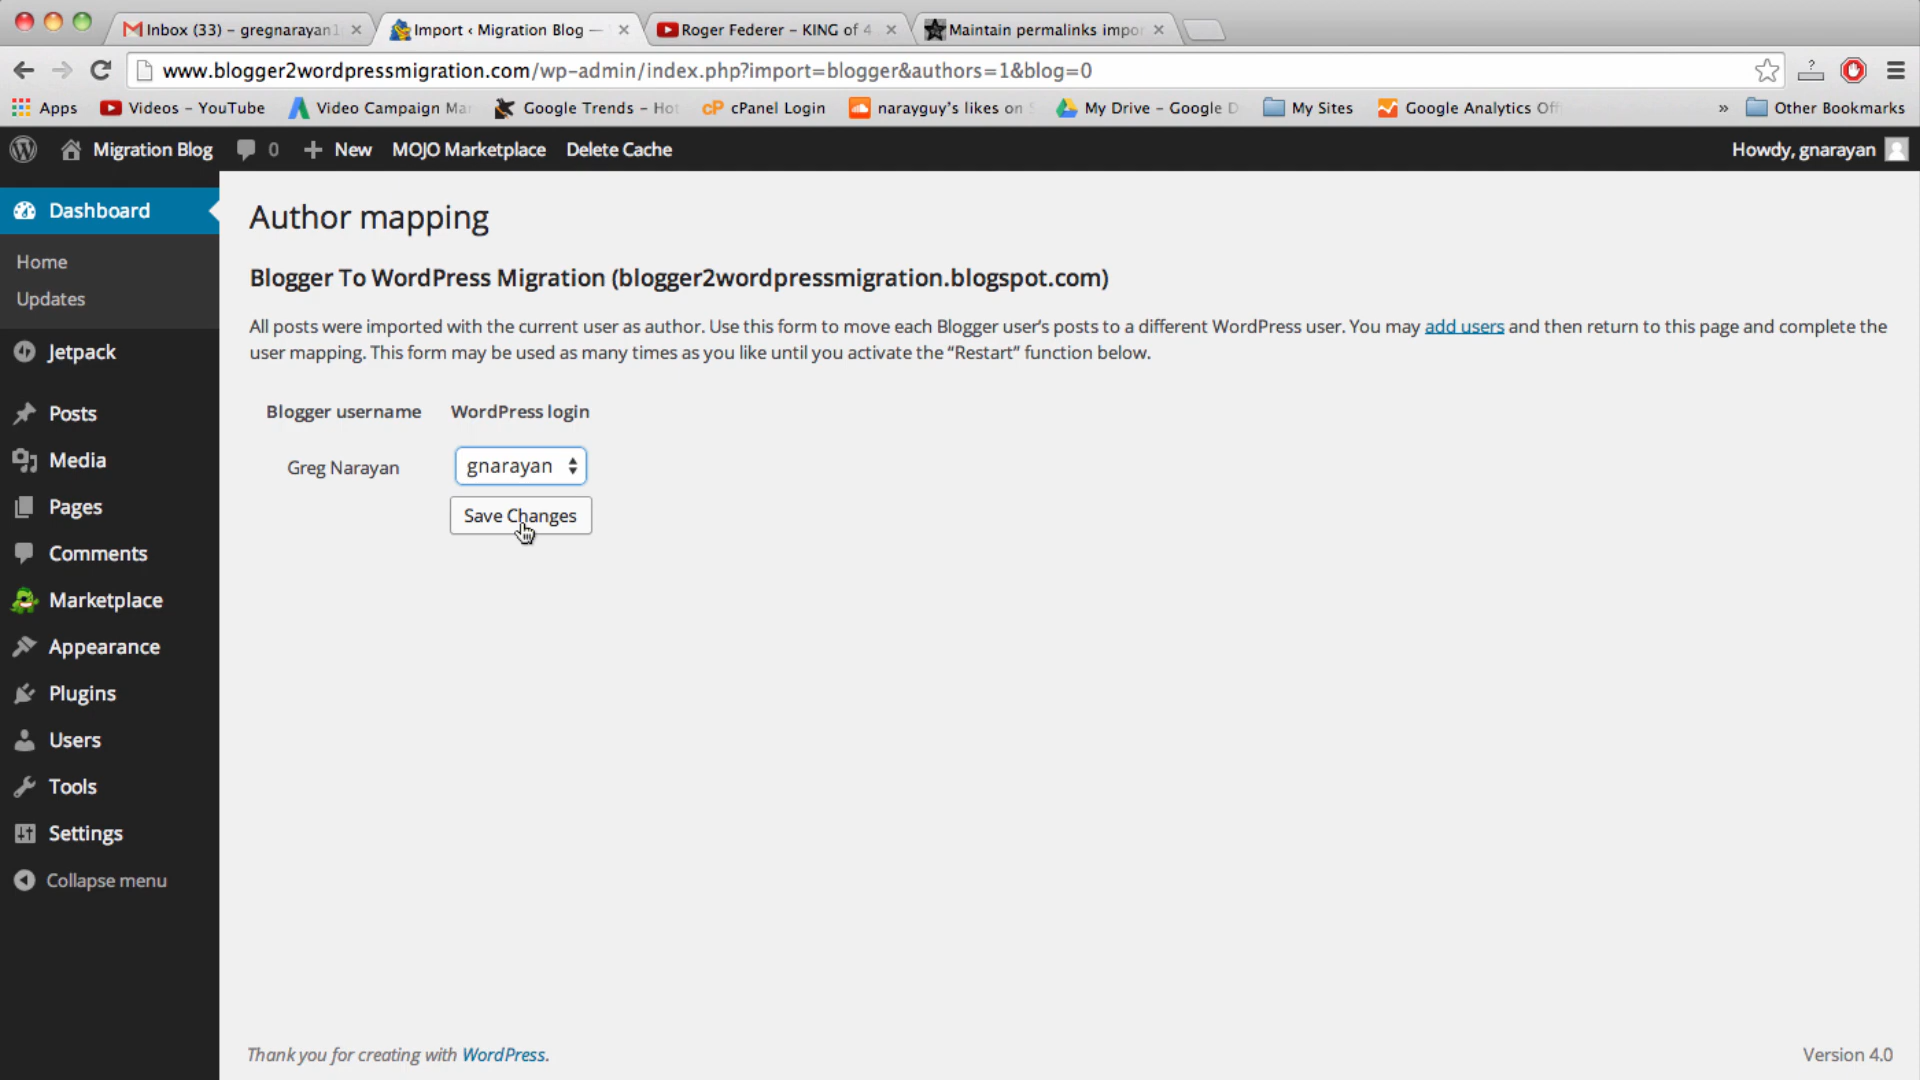 Inbox (33) – gregnarayan1
Import ‹ Migration Blog —
Roger Federer – KING of 4
Maintain permalinks impor
www.blogger2wordpressmigration.com/wp-admin/index.php?import=blogger&authors=1&blog=0
Apps
Videos – YouTube
Video Campaign Ma
Google Trends – Ho
cP cPanel Login
narayguy's likes on
My Drive – Google D
My Sites
Google Analytics Off
»
Other Bookmarks
Migration Blog
0
+ New
MOJO Marketplace
Delete Cache
Howdy, gnarayan
Dashboard
Home
Updates
Jetpack
Posts
Media
Pages
Comments
Marketplace
Appearance
Plugins
Users
Tools
Settings
Collapse menu
Author mapping
Blogger To WordPress Migration (blogger2wordpressmigration.blogspot.com)
All posts were imported with the current user as author. Use this form to move each Blogger user's posts to a different WordPress user. You may add users and then return to this page and complete the
user mapping. This form may be used as many times as you like until you activate the “Restart” function below.
Blogger username WordPress login
Greg Narayan gnarayan
Save Changes
Thank you for creating with WordPress.
Version 4.0